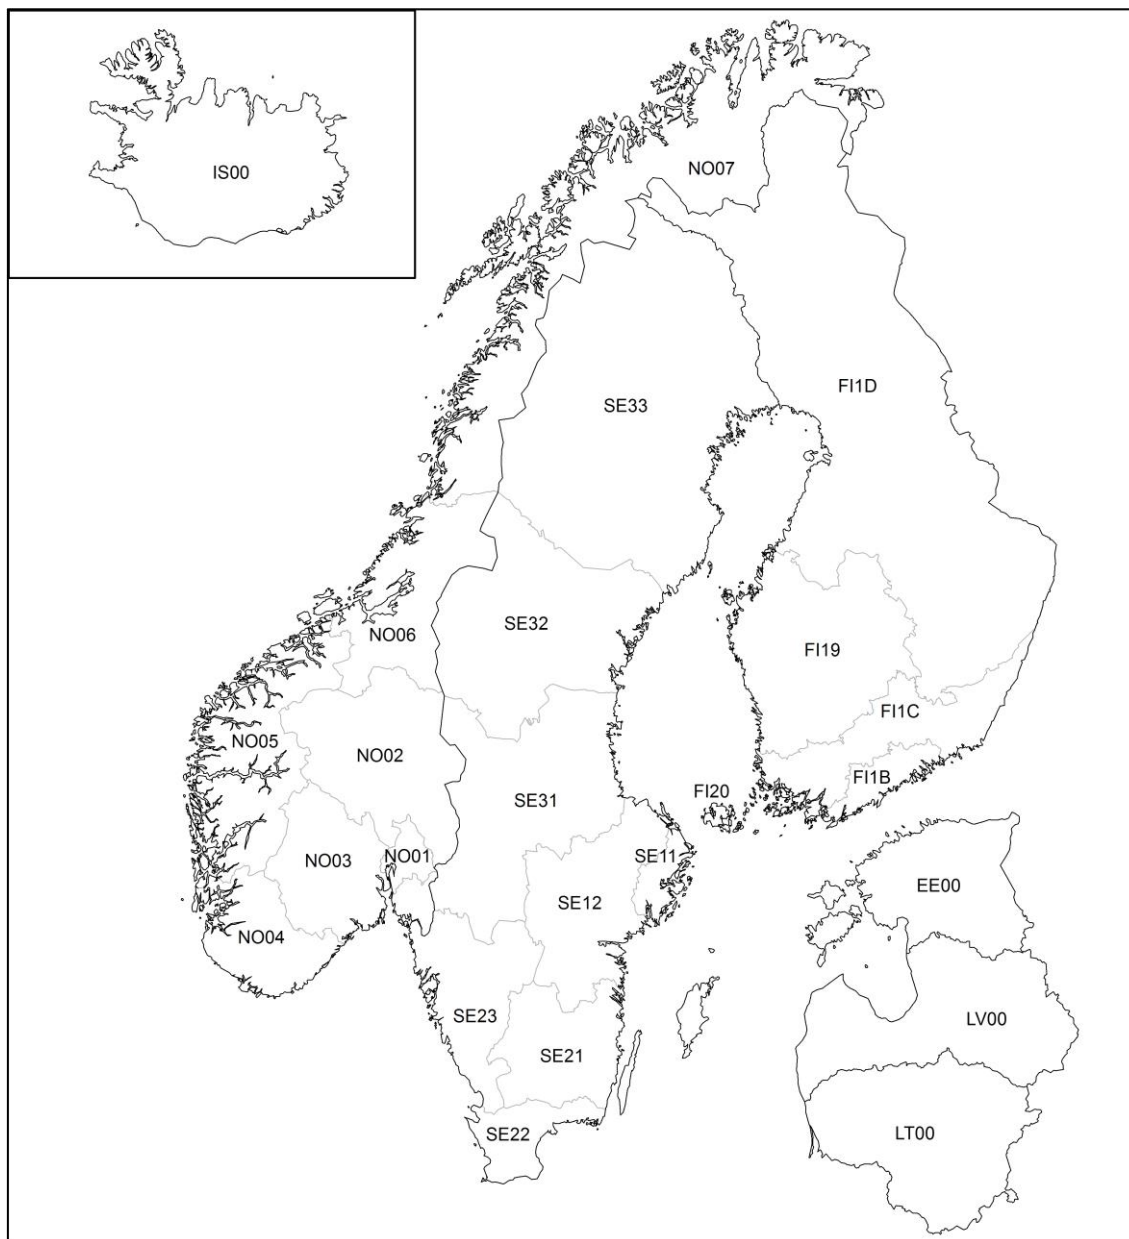 IS00
NO07
FI1D
SE33
SE32
NO06
FI19
FI1C
NO05
NO02
FI1B
FI20
SE31
NO03
NO01
SE11
EE00
SE12
NO04
SE23
LV00
SE21
SE22
LT00